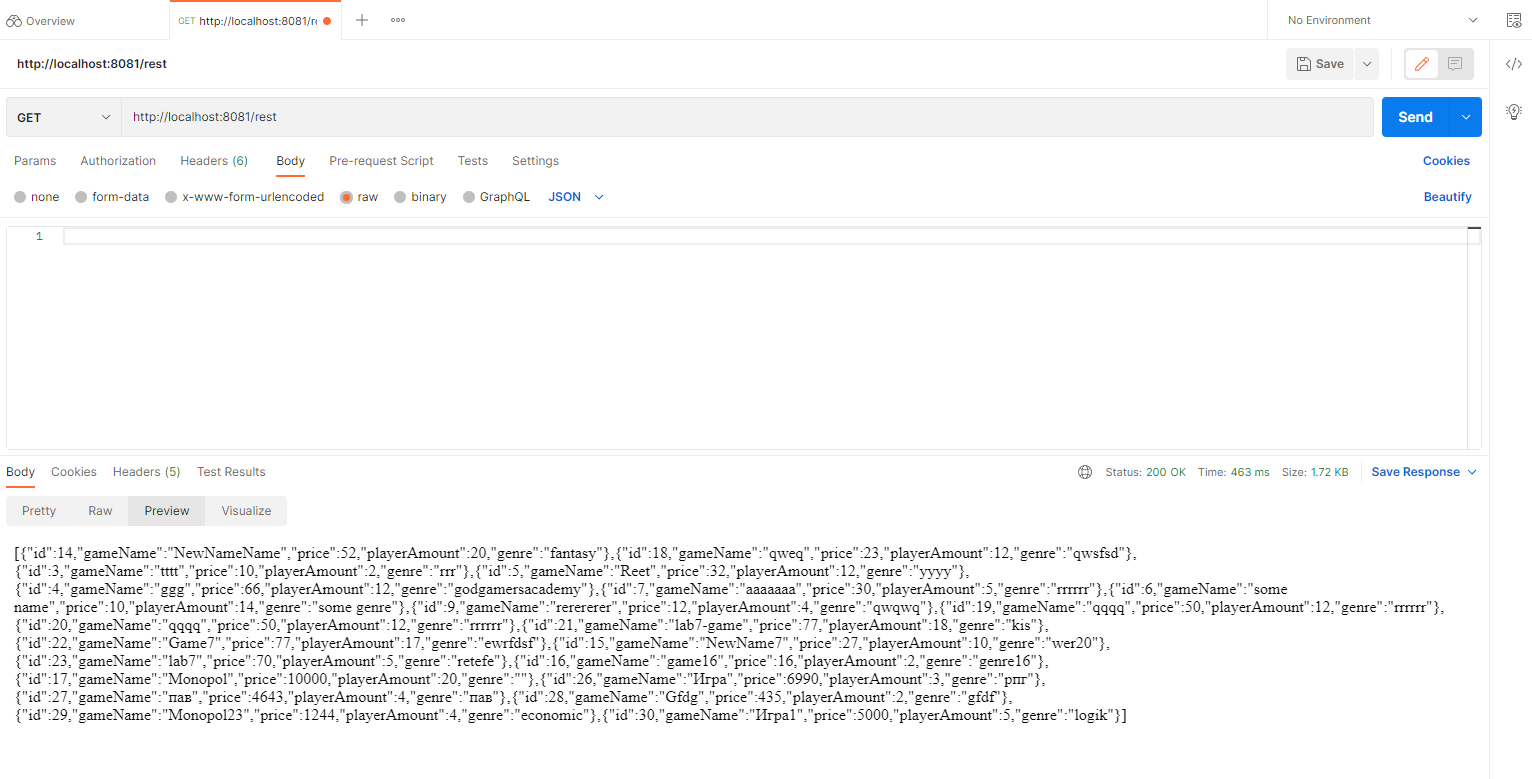 Overview
GET http://localhost:8081/re
No Environment
http://localhost:8081/rest
Save
GET
http://localhost:8081/rest
Send
Params Authorization Headers (6) Body Pre-request Script Tests Settings
Cookies
none form-data x-www-form-urlencoded raw binary GraphQL JSON
Beautify
1
Body Cookies Headers (5) Test Results
Status: 200 OK Time: 463 ms Size: 1.72 KB Save Response
Pretty Raw Preview Visualize
[{"id":14,"gameName":"NewNameName","price":52,"playerAmount":20,"genre":"fantasy"},{"id":18,"gameName":"qweq","price":23,"playerAmount":12,"genre":"qwsfsd"},
{"id":3,"gameName":"tttt","price":10,"playerAmount":2,"genre":"rrr"},{"id":5,"gameName":"Reet","price":32,"playerAmount":12,"genre":"yyyy"},
{"id":4,"gameName":"ggg","price":66,"playerAmount":12,"genre":"godgamersacademy"},{"id":7,"gameName":"aaaaaaa","price":30,"playerAmount":5,"genre":"rrrrrr"},{"id":6,"gameName":"some
name","price":10,"playerAmount":14,"genre":"some genre"},{"id":9,"gameName":"rerererer","price":12,"playerAmount":4,"genre":"qwqwq"},{"id":19,"gameName":"qqqq","price":50,"playerAmount":12,"genre":"rrrrrr"},
{"id":20,"gameName":"qqqq","price":50,"playerAmount":12,"genre":"rrrrrr"},{"id":21,"gameName":"lab7-game","price":77,"playerAmount":18,"genre":"kis"},
{"id":22,"gameName":"Game7","price":77,"playerAmount":17,"genre":"ewrfdsf"},{"id":15,"gameName":"NewName7","price":27,"playerAmount":10,"genre":"wer20"},
{"id":23,"gameName":"lab7","price":70,"playerAmount":5,"genre":"retefe"},{"id":16,"gameName":"game16","price":16,"playerAmount":2,"genre":"genre16"},
{"id":17,"gameName":"Monopol","price":10000,"playerAmount":20,"genre":""},{"id":26,"gameName":"Игра","price":6990,"playerAmount":3,"genre":"рпг"},
{"id":27,"gameName":"пав","price":4643,"playerAmount":4,"genre":"пав"},{"id":28,"gameName":"Gfdg","price":435,"playerAmount":2,"genre":"gfdf"},
{"id":29,"gameName":"Monopol23","price":1244,"playerAmount":4,"genre":"economic"},{"id":30,"gameName":"Игра1","price":5000,"playerAmount":5,"genre":"logik"}]